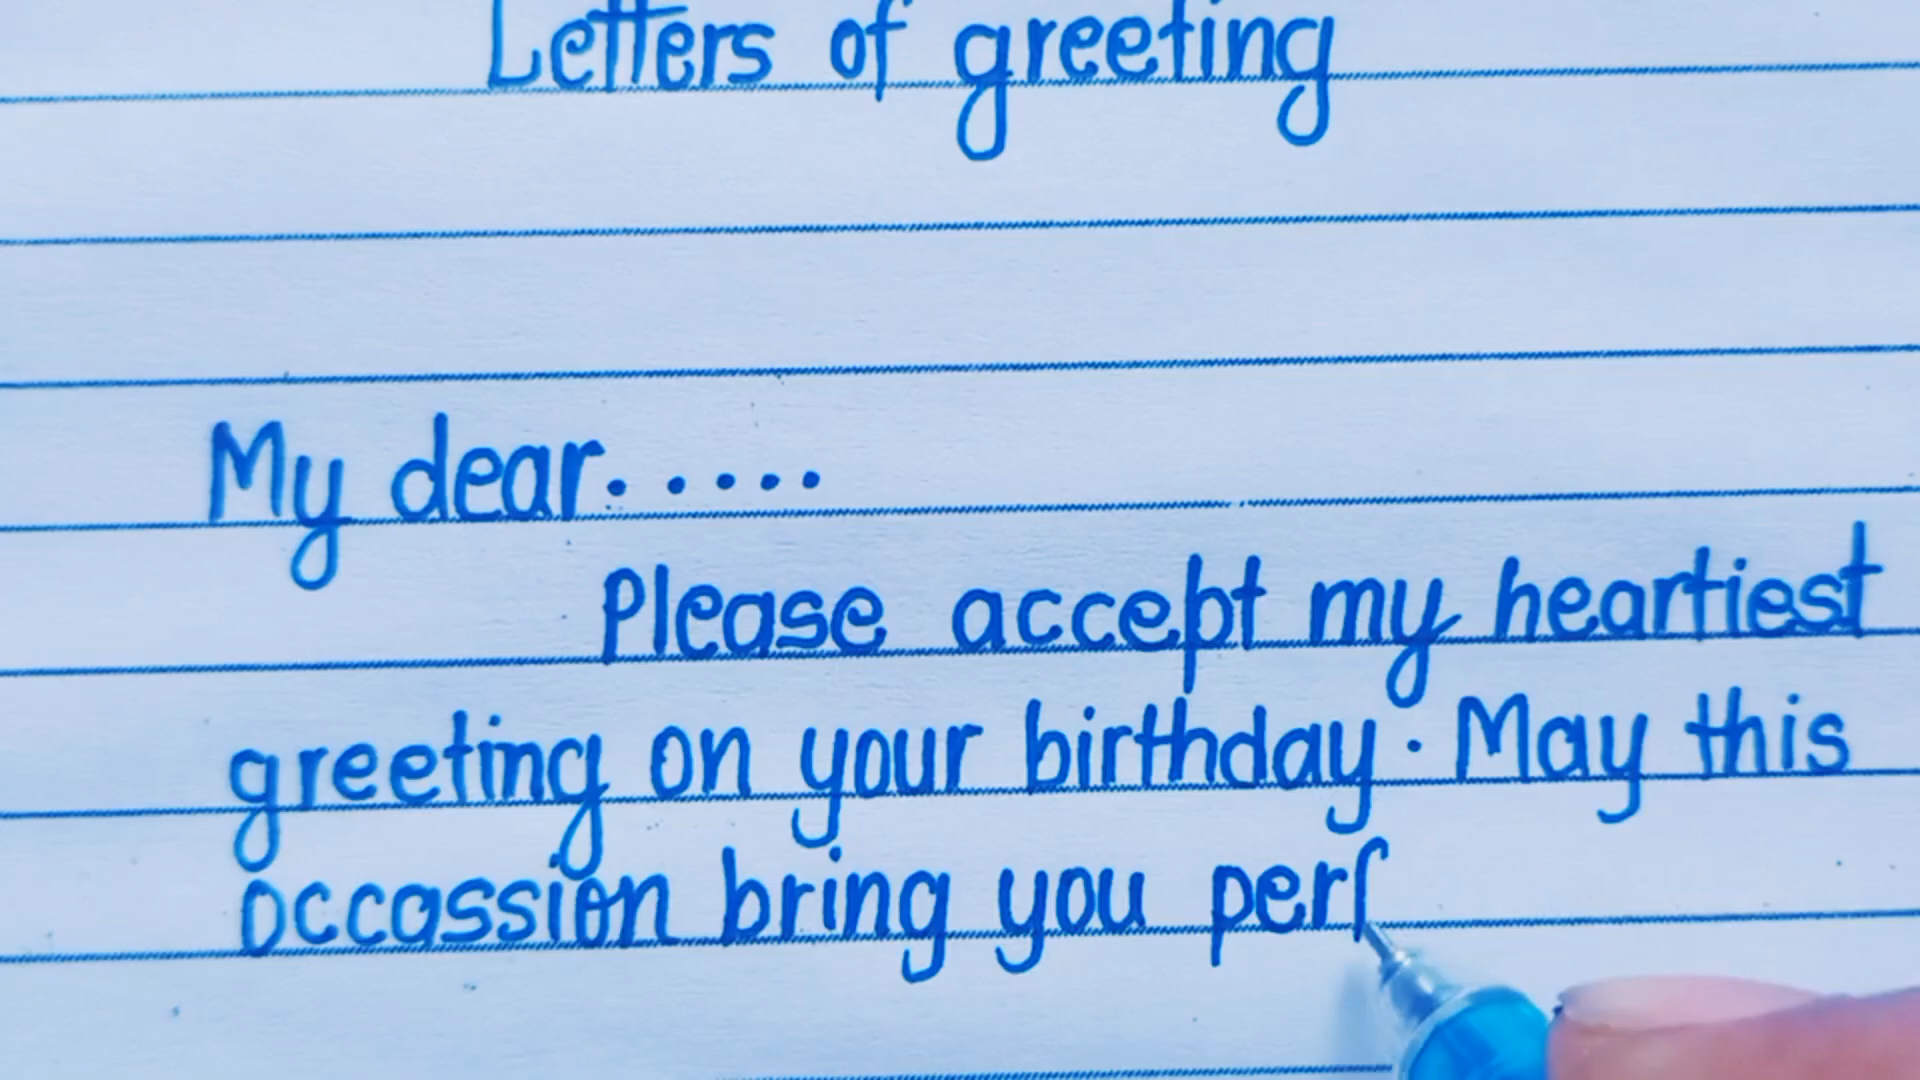 Letters of greeting
My dear.....
Please accept my heartiest
greeting on your birthday. May this
occassion bring you perf